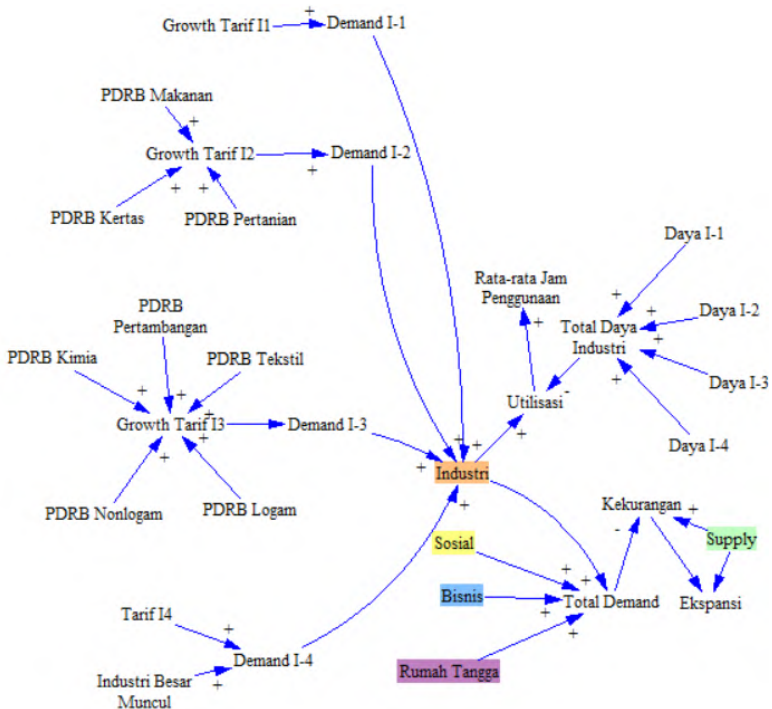 Growth Tarif I1
+
Demand I-1
PDRB Makanan
+
Growth Tarif I2
+
Demand I-2
+
+
PDRB Kertas
PDRB Pertanian
Daya I-1
Rata-rata Jam
Penggunaan
+
+
Total Daya
Industri
+
+
Daya I-2
+
Daya I-3
Daya I-4
-
Utilisasi
+
PDRB
Pertambangan
PDRB Kimia
PDRB Tekstil
+
+
+
Growth Tarif I3
+
+
Demand I-3
PDRB Nonlogam
PDRB Logam
+
+
+
Industri
+
Kekurangan
+
Supply
-
Sosial
+
+
Bisnis
+
Total Demand
Ekspansi
+
Rumah Tangga
Tarif I4
+
Demand I-4
Industri Besar
Muncul
+